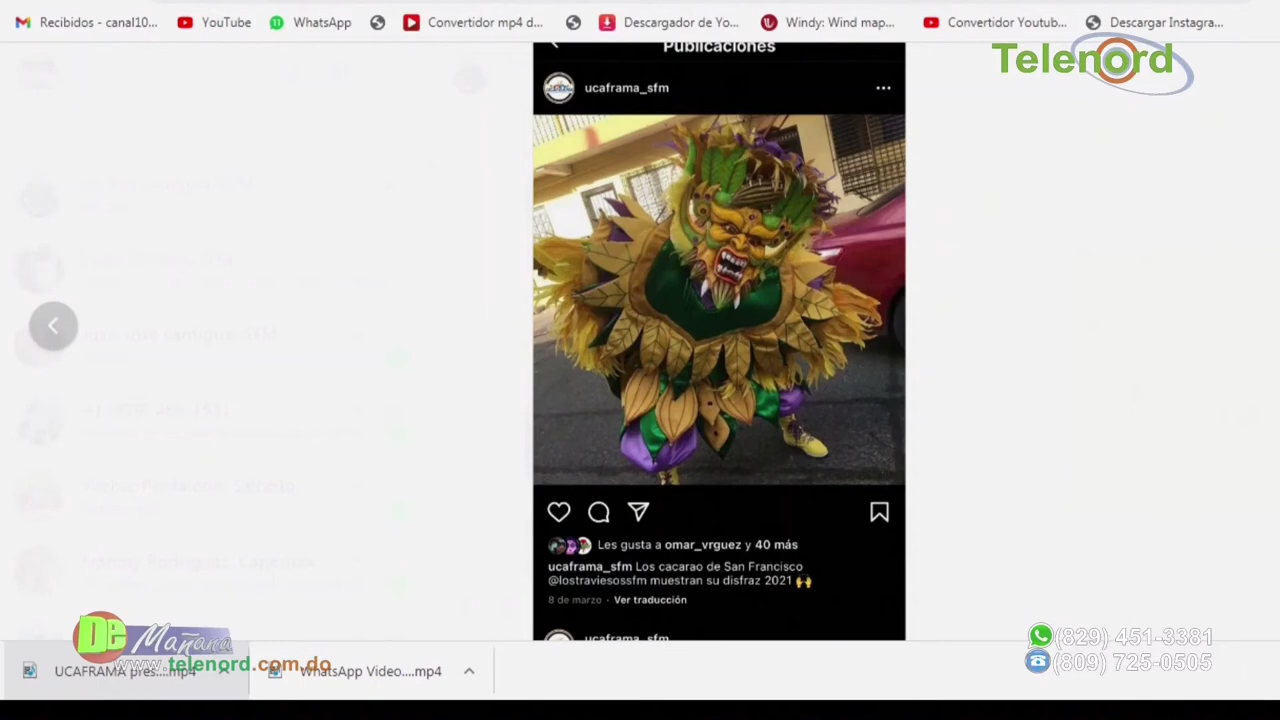 Recibidos - canal10...
YouTube
WhatsApp
Convertidor mp4 d...
Descargador de Yo...
Windy: Wind map...
Convertidor Youtub...
Descargar Instagra...
Publicaciones
Telenord
ucaframa_sfm
Les gusta a omar_vrguez y 40 más
ucaframa_sfm Los cacarao de San Francisco
@lostraviesossfm muestran su disfraz 2021 🙌
8 de marzo · Ver traducción
ucaframa_sfm
De Mañana
www.telenord.com.do
UCAFRAMA pres....mp4
WhatsApp Video....mp4
(829) 451-3381
(809) 725-0505